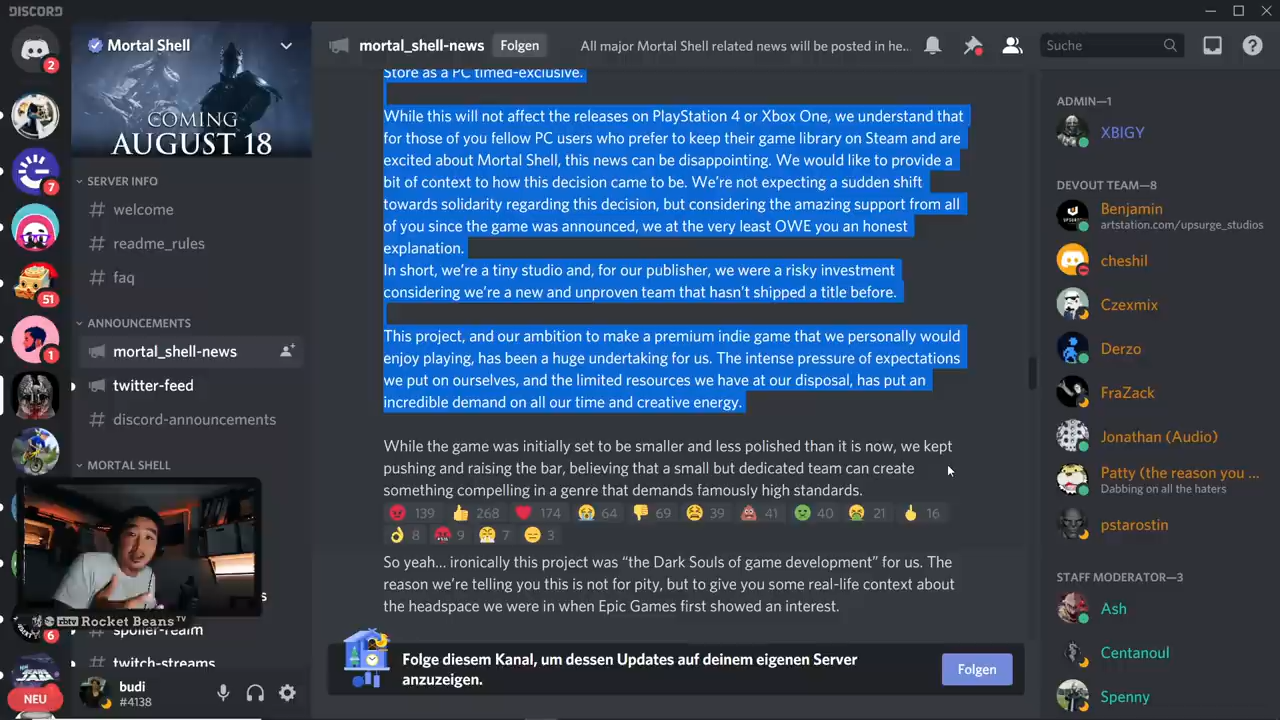 DISCORD
2
7
51
1
6
NEU
Mortal Shell
COMING
AUGUST 18
SERVER INFO
# welcome
# readme_rules
# faq
ANNOUNCEMENTS
mortal_shell-news
twitter-feed
# discord-announcements
MORTAL SHELL
s
rbtv Rocket Beans TV
# spoiler-realm
# twitch-streams
budi
#4138
mortal_shell-news
Folgen
All major Mortal Shell related news will be posted in he...
Suche
Store as a PC timed-exclusive.
While this will not affect the releases on PlayStation 4 or Xbox One, we understand that
for those of you fellow PC users who prefer to keep their game library on Steam and are
excited about Mortal Shell, this news can be disappointing. We would like to provide a
bit of context to how this decision came to be. We’re not expecting a sudden shift
towards solidarity regarding this decision, but considering the amazing support from all
of you since the game was announced, we at the very least OWE you an honest
explanation.
In short, we’re a tiny studio and, for our publisher, we were a risky investment
considering we’re a new and unproven team that hasn’t shipped a title before.
This project, and our ambition to make a premium indie game that we personally would
enjoy playing, has been a huge undertaking for us. The intense pressure of expectations
we put on ourselves, and the limited resources we have at our disposal, has put an
incredible demand on all our time and creative energy.
While the game was initially set to be smaller and less polished than it is now, we kept
pushing and raising the bar, believing that a small but dedicated team can create
something compelling in a genre that demands famously high standards.
139 268 174 64 69 39 41 40 21 16
8 9 7 3
So yeah... ironically this project was “the Dark Souls of game development” for us. The
reason we’re telling you this is not for pity, but to give you some real-life context about
the headspace we were in when Epic Games first showed an interest.
Folge diesem Kanal, um dessen Updates auf deinem eigenen Server
anzuzeigen.
Folgen
ADMIN—1
XBIGY
DEVOUT TEAM—8
Benjamin
artstation.com/upsurge_studios
cheshil
Czexmix
Derzo
FraZack
Jonathan (Audio)
Patty (the reason you ...
Dabbing on all the haters
pstarostin
STAFF MODERATOR—3
Ash
Centanoul
Spenny